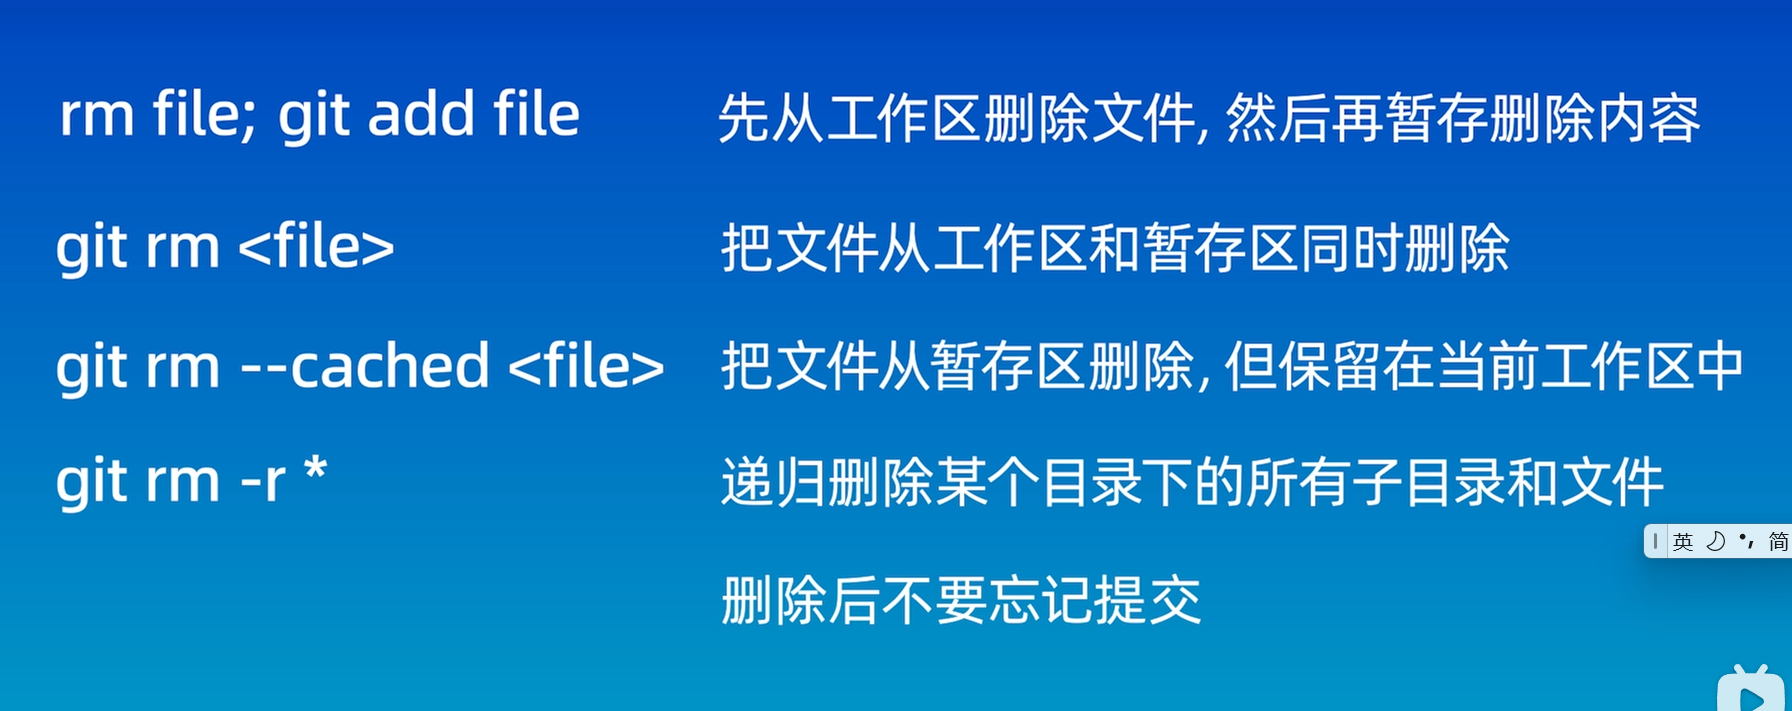 rm file; git add file 先从工作区删除文件, 然后再暂存删除内容
git rm <file> 把文件从工作区和暂存区同时删除
git rm --cached <file> 把文件从暂存区删除, 但保留在当前工作区中
git rm -r * 递归删除某个目录下的所有子目录和文件
英 简
删除后不要忘记提交